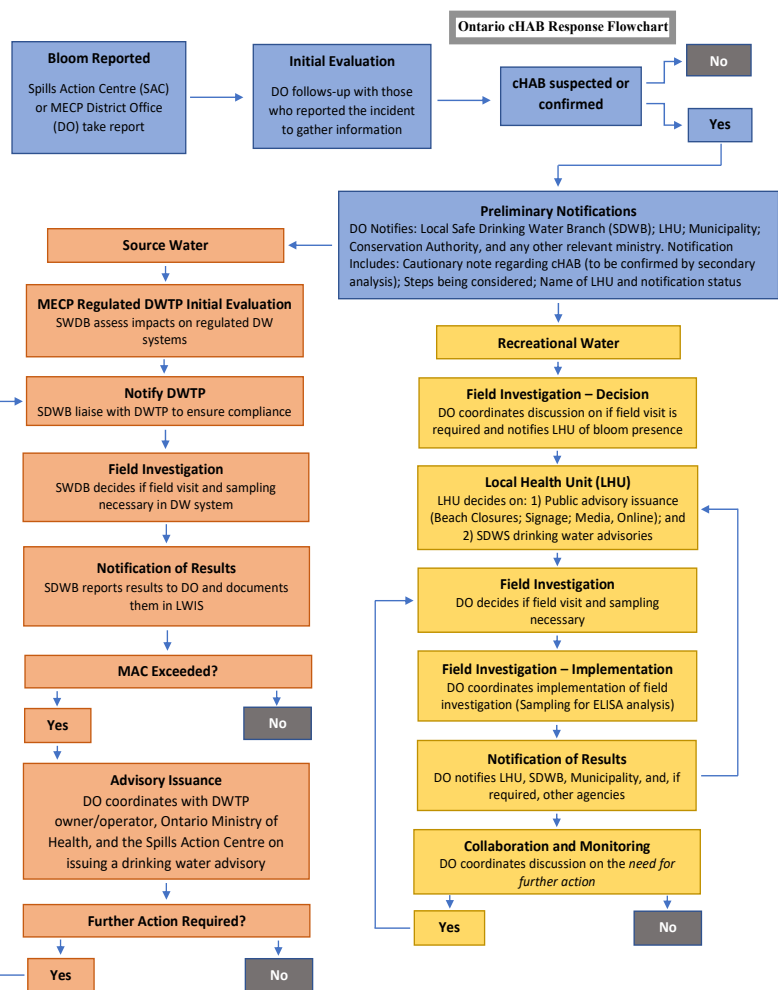 Ontario cHAB Response Flowchart
Bloom Reported
Spills Action Centre (SAC)
or MECP District Office
(DO) take report
Initial Evaluation
DO follows-up with those
who reported the incident
to gather information
cHAB suspected or
confirmed
No
Yes
Preliminary Notifications
DO Notifies: Local Safe Drinking Water Branch (SDWB); LHU; Municipality;
Conservation Authority, and any other relevant ministry. Notification
Includes: Cautionary note regarding cHAB (to be confirmed by secondary
analysis); Steps being considered; Name of LHU and notification status
Source Water
MECP Regulated DWTP Initial Evaluation
SWDB assess impacts on regulated DW
systems
Notify DWTP
SDWB liaise with DWTP to ensure compliance
Field Investigation
SWDB decides if field visit and sampling
necessary in DW system
Notification of Results
SDWB reports results to DO and documents
them in LWIS
MAC Exceeded?
Yes
No
Advisory Issuance
DO coordinates with DWTP
owner/operator, Ontario Ministry of
Health, and the Spills Action Centre on
issuing a drinking water advisory
Further Action Required?
Yes
No
Recreational Water
Field Investigation – Decision
DO coordinates discussion on if field visit is
required and notifies LHU of bloom presence
Local Health Unit (LHU)
LHU decides on: 1) Public advisory issuance
(Beach Closures; Signage; Media, Online); and
2) SDWS drinking water advisories
Field Investigation
DO decides if field visit and sampling
necessary
Field Investigation – Implementation
DO coordinates implementation of field
investigation (Sampling for ELISA analysis)
Notification of Results
DO notifies LHU, SDWB, Municipality, and, if
required, other agencies
Collaboration and Monitoring
DO coordinates discussion on the need for
further action
Yes
No